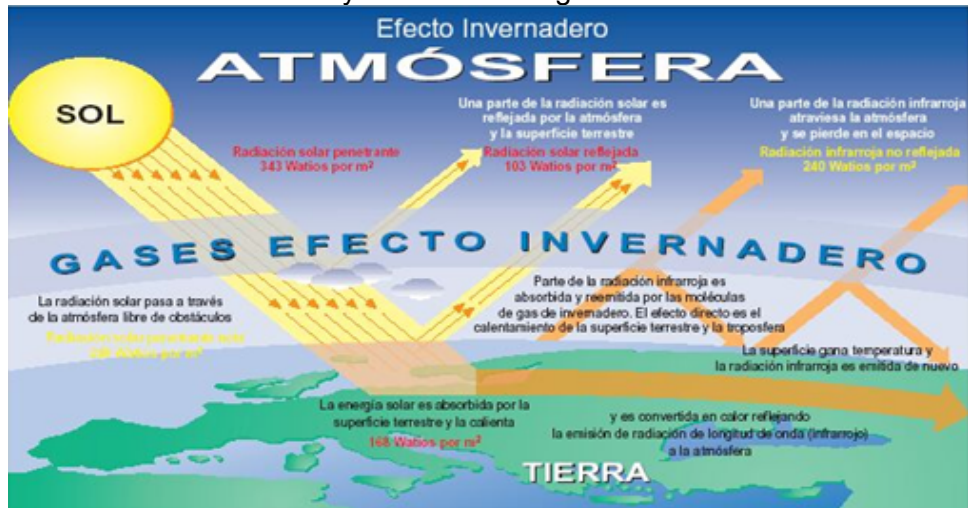 Efecto Invernadero
ATMÓSFERA
SOL
Una parte de la radiación solar es
reflejada por la atmósfera
y la superficie terrestre
Radiación solar reflejada
103 Watios por m²
Una parte de la radiación infrarroja
atraviesa la atmósfera
y se pierde en el espacio
Radiación infrarroja no reflejada
240 Watios por m²
Radiación solar penetrante
343 Watios por m²
GASES EFECTO INVERNADERO
La radiación solar pasa a través
de la atmósfera libre de obstáculos
Parte de la radiación infrarroja es
absorbida y reemitida por las moléculas
de gas de invernadero. El efecto directo es el
calentamiento de la superficie terrestre y la troposfera
La superficie gana temperatura y
la radiación infrarroja es emitida de nuevo
La energía solar es absorbida por la
superficie terrestre y la calienta
168 Watios por m²
y es convertida en calor reflejando
la emisión de radiación de longitud de onda (infrarrojo)
a la atmósfera
TIERRA